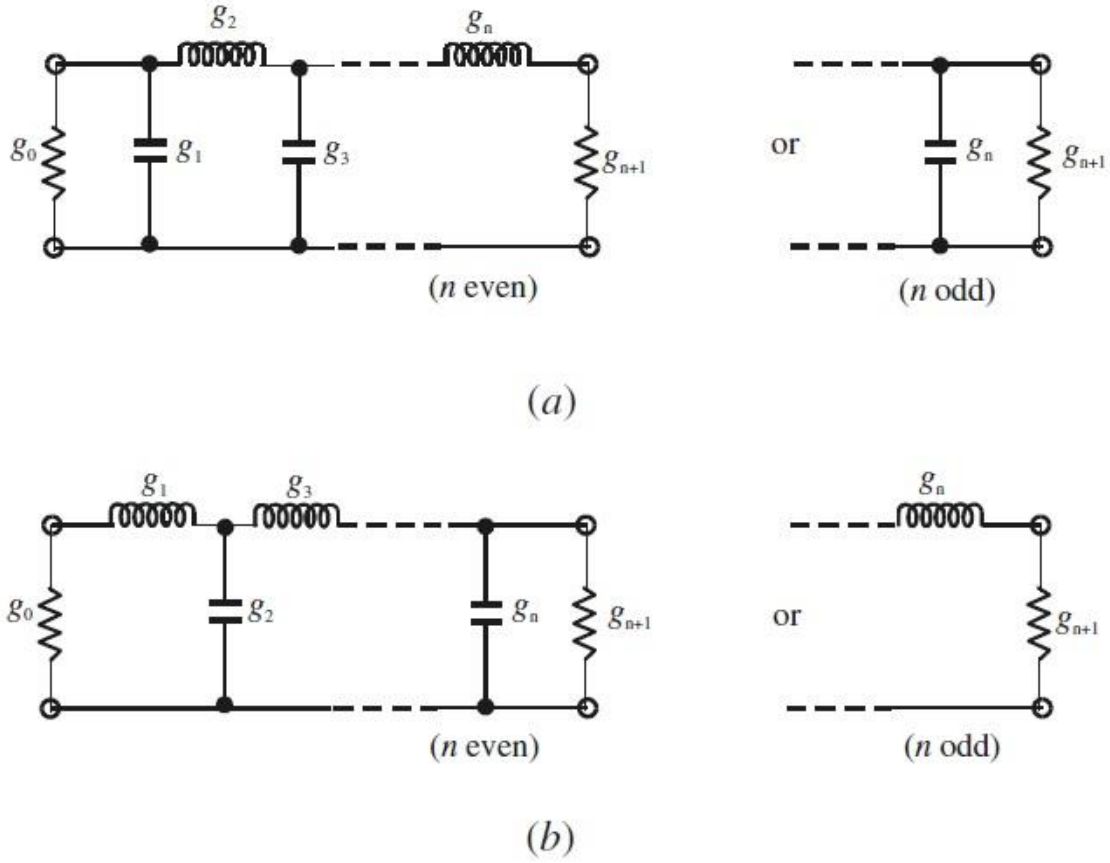 g₂ gₙ
g₀ g₁ g₃ gₙ₊₁ or gₙ gₙ₊₁
(n even) (n odd)
(a)
g₁ g₃ gₙ
g₀ g₂ gₙ gₙ₊₁ or gₙ₊₁
(n even) (n odd)
(b)